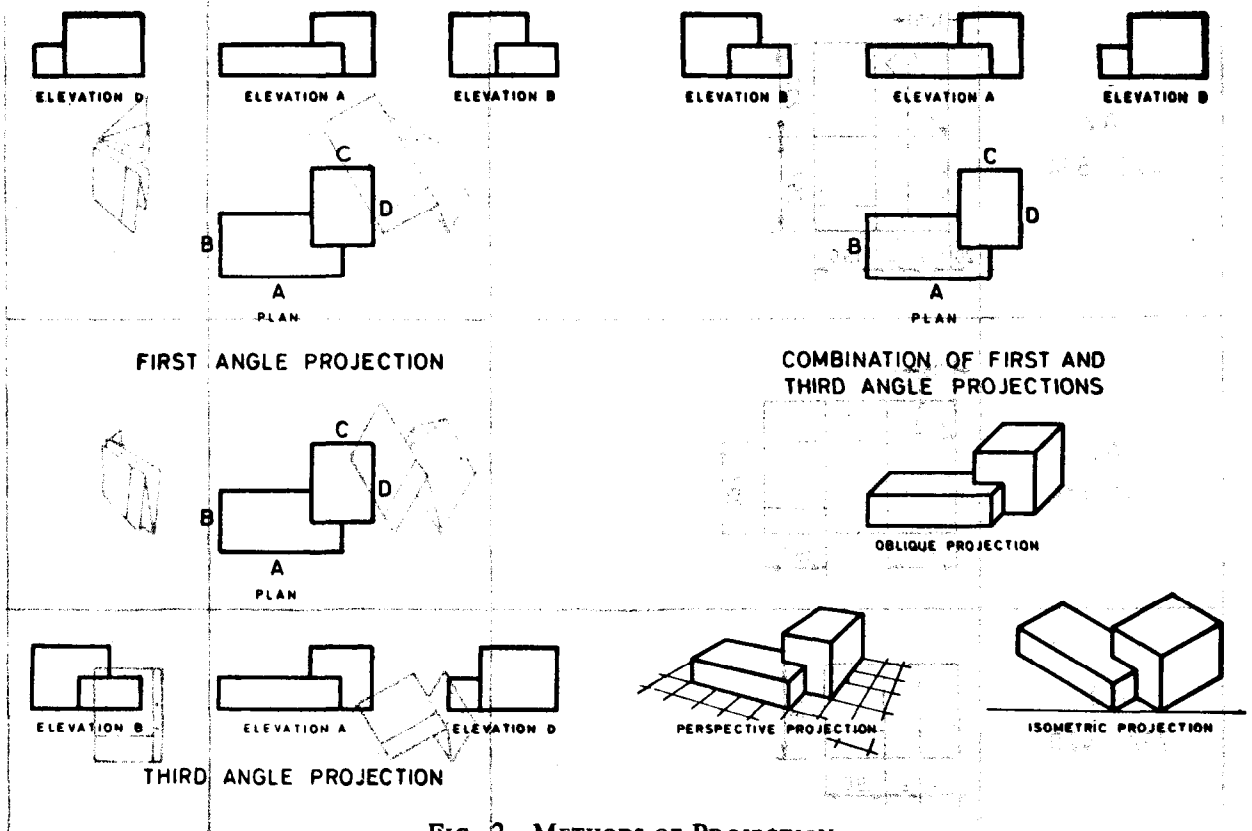 ELEVATION D
ELEVATION A
ELEVATION B
C
D
B
A
PLAN
FIRST ANGLE PROJECTION
ELEVATION B
ELEVATION A
ELEVATION D
C
D
B
A
PLAN
COMBINATION OF FIRST AND
THIRD ANGLE PROJECTIONS
C
D
B
A
PLAN
ELEVATION B
ELEVATION A
ELEVATION D
THIRD ANGLE PROJECTION
OBLIQUE PROJECTION
PERSPECTIVE PROJECTION
ISOMETRIC PROJECTION
FIG. 2 METHODS OF PROJECTION